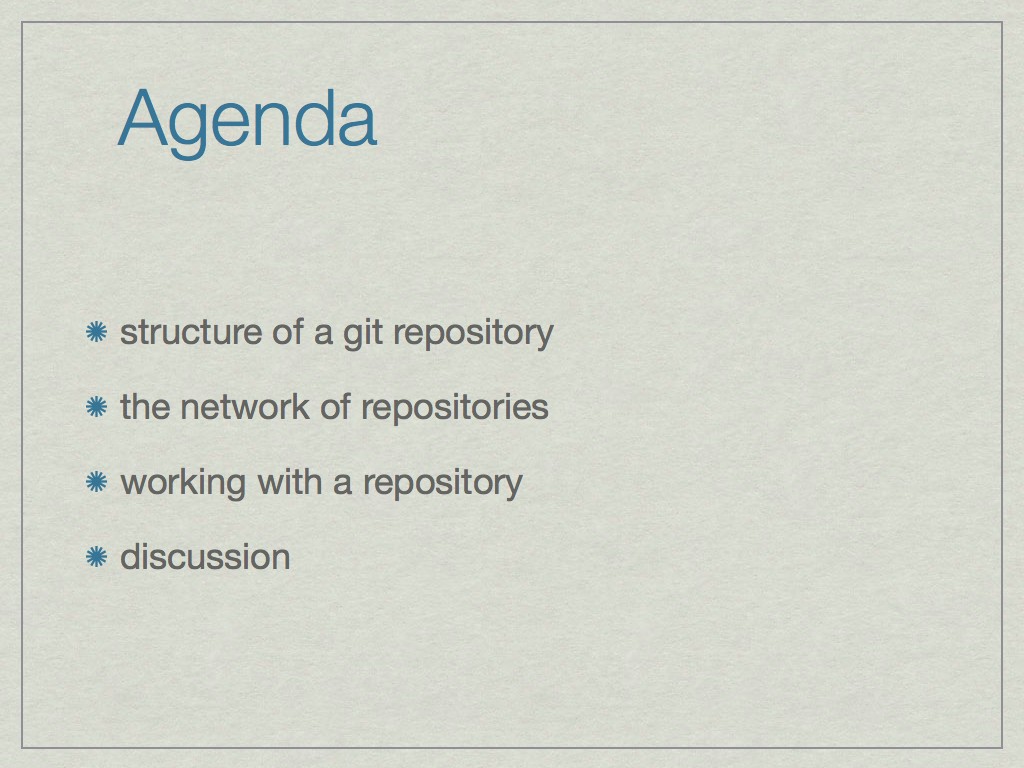 Agenda
structure of a git repository
the network of repositories
working with a repository
discussion